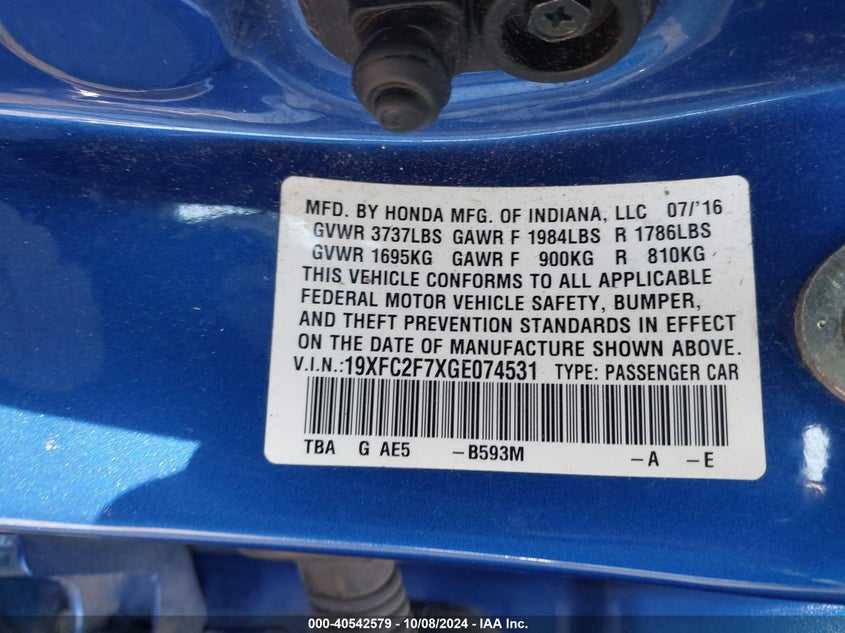 MFD. BY HONDA MFG. OF INDIANA, LLC 07/'16
GVWR 3737LBS GAWR F 1984LBS R 1786LBS
GVWR 1695KG GAWR F 900KG R 810KG
THIS VEHICLE CONFORMS TO ALL APPLICABLE
FEDERAL MOTOR VEHICLE SAFETY, BUMPER,
AND THEFT PREVENTION STANDARDS IN EFFECT
ON THE DATE OF MANUFACTURE SHOWN ABOVE.
V.I.N.:19XFC2F7XGE074531 TYPE: PASSENGER CAR
TBA G AE5 –B593M –A –E
000-40542579 - 10/08/2024 - IAA Inc.